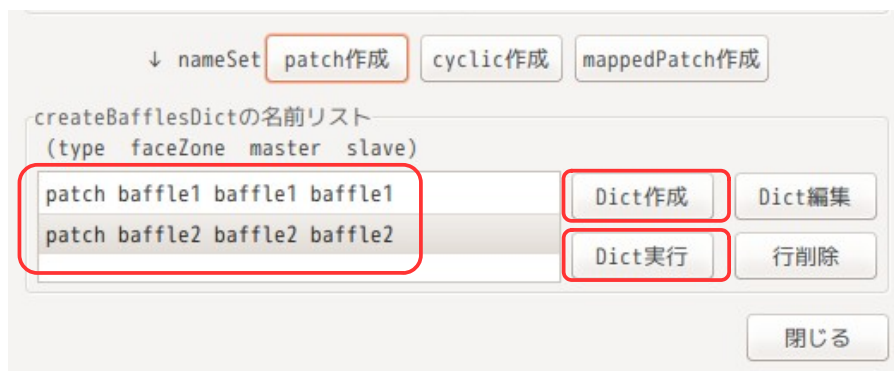 ↓ nameSet patch作成 cyclic作成 mappedPatch作成
createBafflesDictの名前リスト
(type faceZone master slave)
patch baffle1 baffle1 baffle1
Dict作成 Dict編集
patch baffle2 baffle2 baffle2
Dict実行 行削除
閉じる